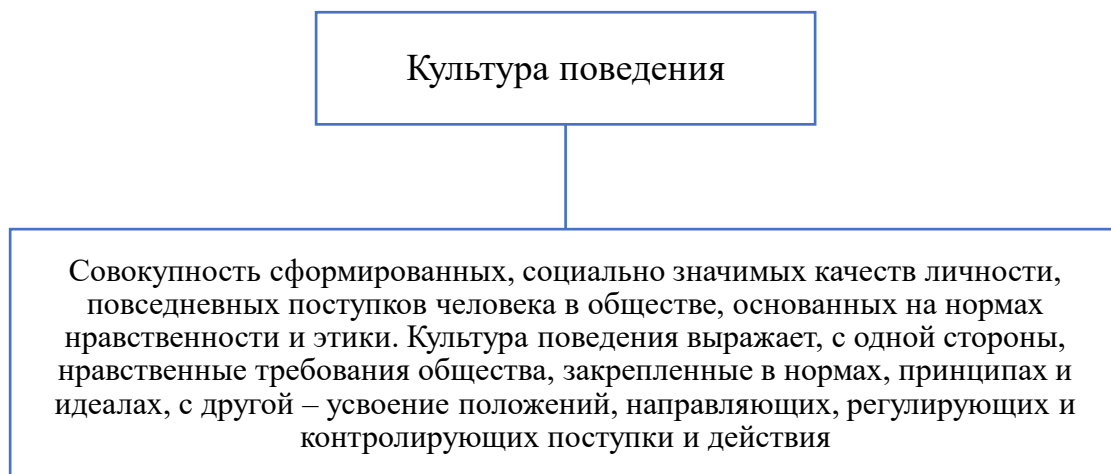 Культура поведения
Совокупность сформированных, социально значимых качеств личности,
повседневных поступков человека в обществе, основанных на нормах
нравственности и этики. Культура поведения выражает, с одной стороны,
нравственные требования общества, закрепленные в нормах, принципах и
идеалах, с другой – усвоение положений, направляющих, регулирующих и
контролирующих поступки и действия